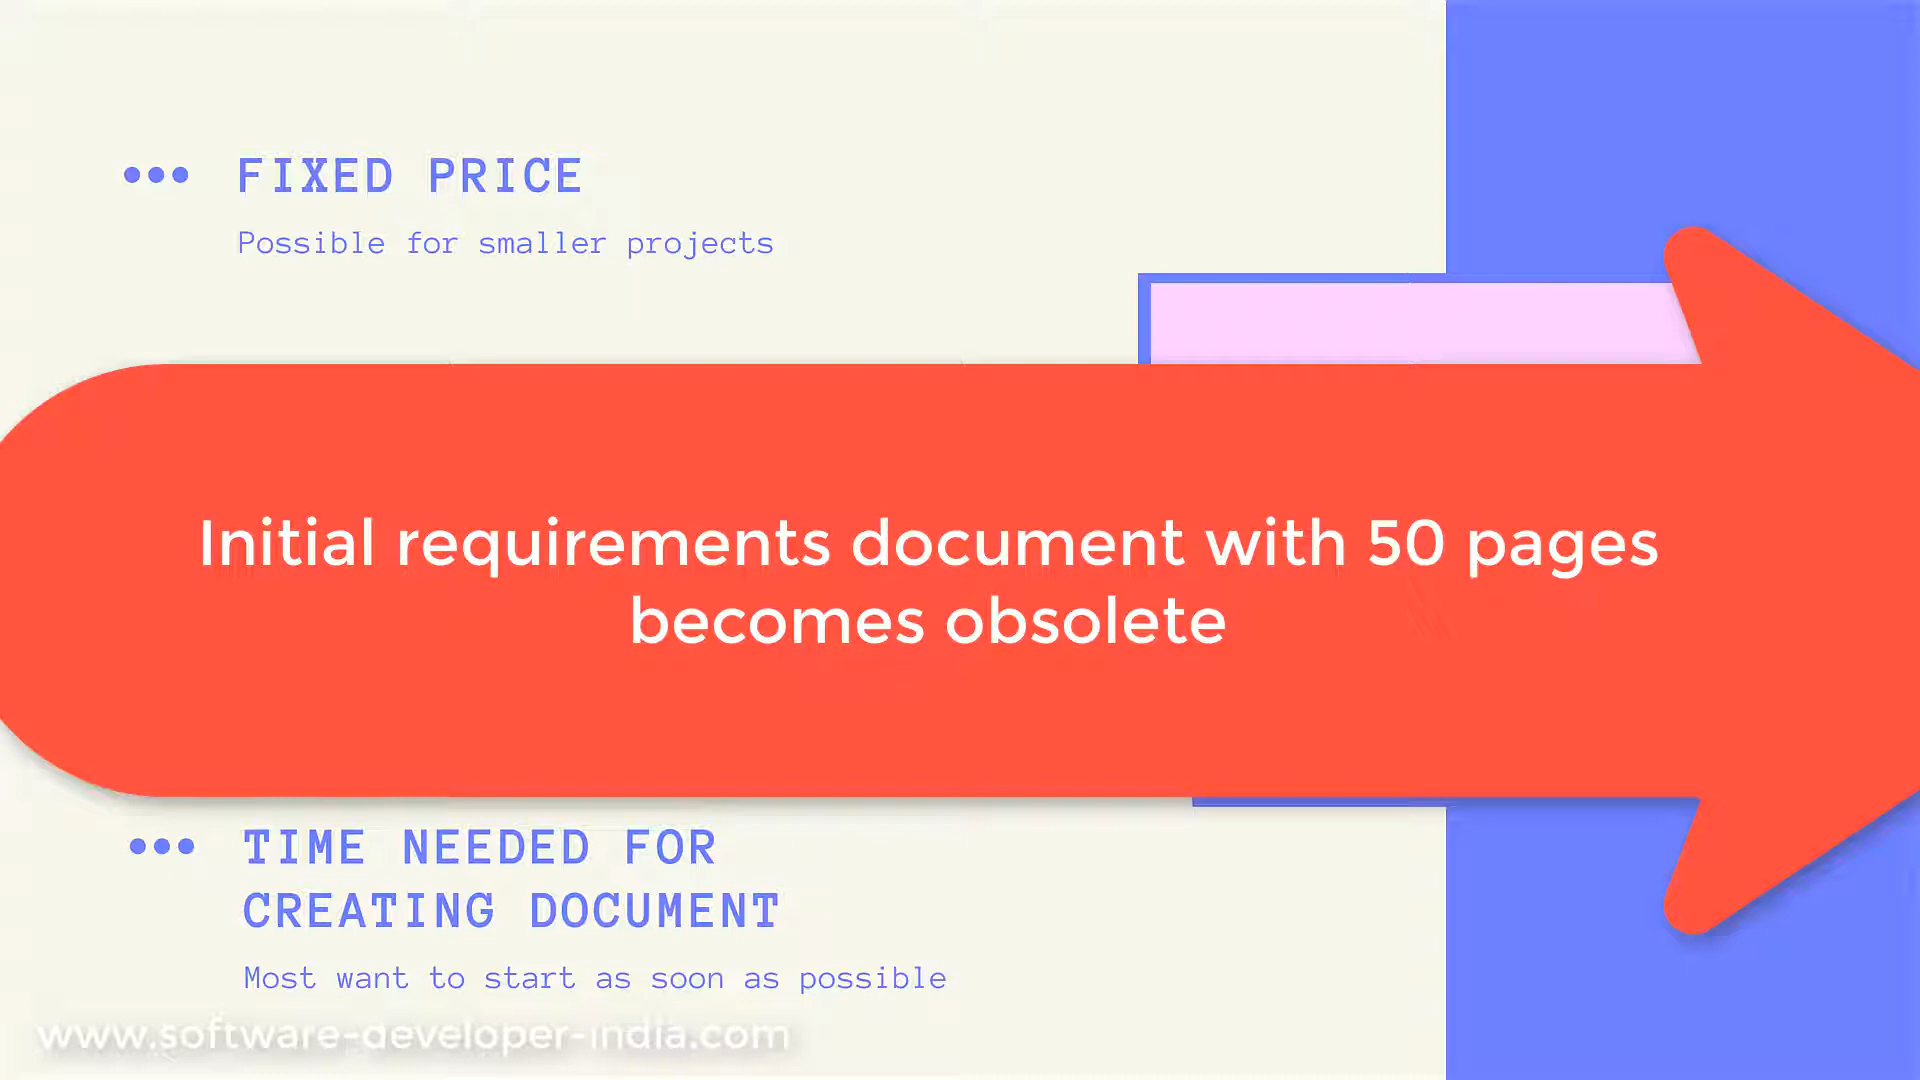 FIXED PRICE
Possible for smaller projects
Initial requirements document with 50 pages
becomes obsolete
TIME NEEDED FOR
CREATING DOCUMENT
Most want to start as soon as possible
www.software-developer-india.com